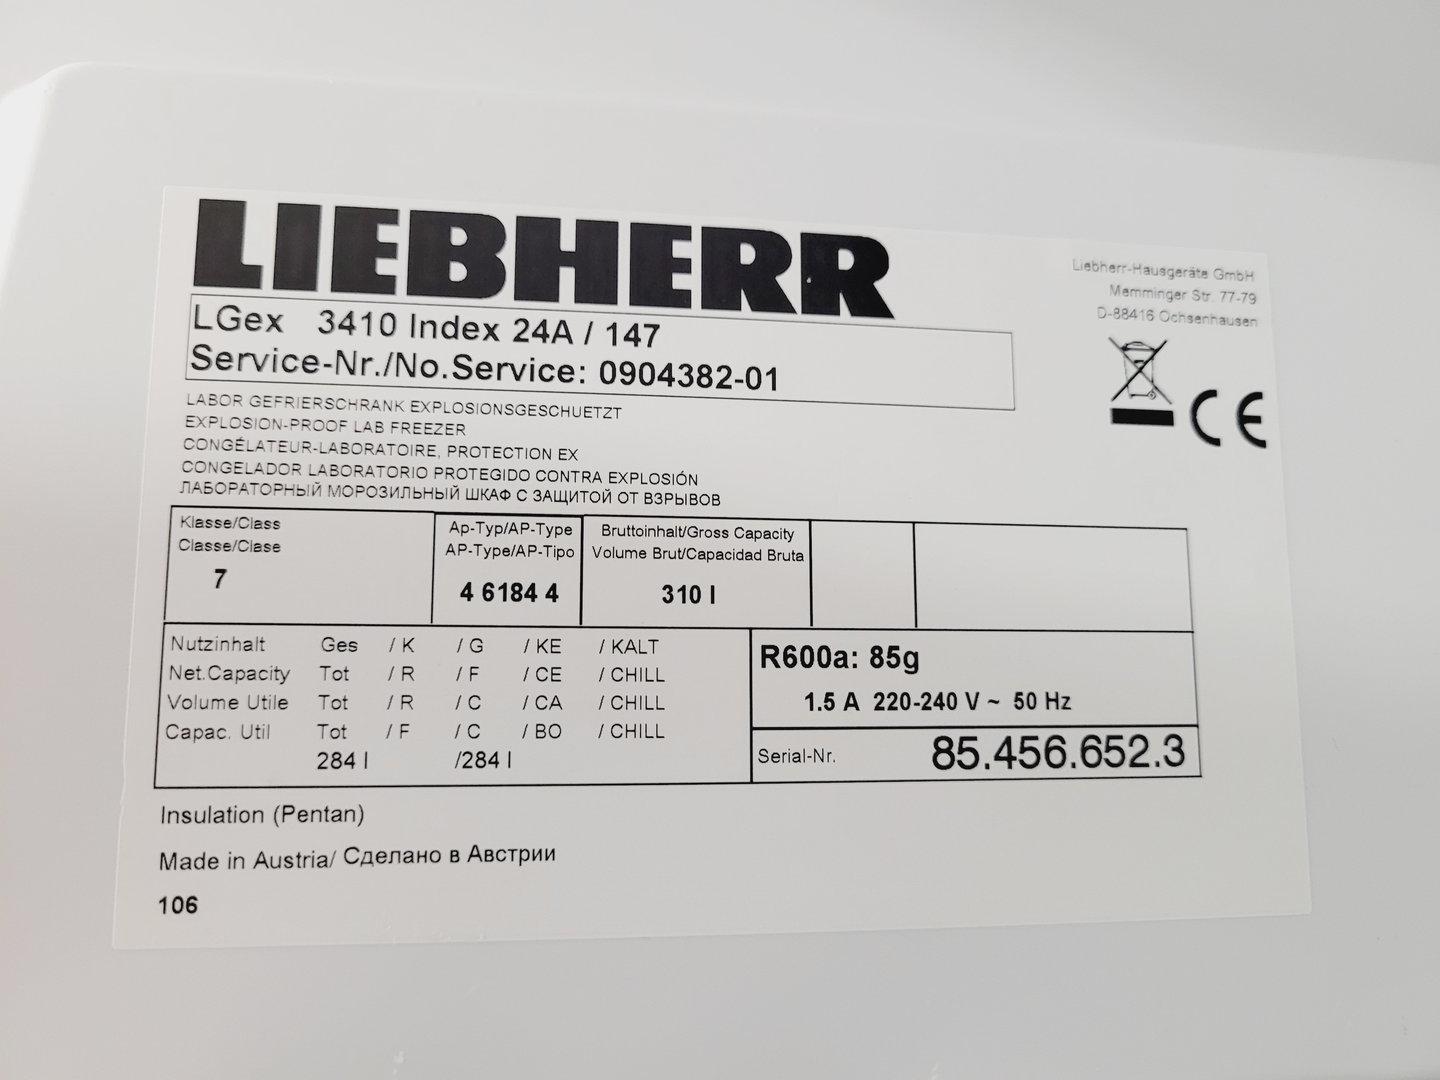 LIEBHERR
LGex 3410 Index 24A / 147
Service-Nr./No.Service: 0904382-01
Liebherr-Hausgeräte GmbH
Memminger Str. 77-79
D-88416 Ochsenhausen
CE
LABOR GEFRIERSCHRANK EXPLOSIONSGESCHUETZT
EXPLOSION-PROOF LAB FREEZER
CONGÉLATEUR-LABORATOIRE, PROTECTION EX
CONGELADOR LABORATORIO PROTEGIDO CONTRA EXPLOSIÓN
ЛАБОРАТОРНЫЙ МОРОЗИЛЬНЫЙ ШКАФ С ЗАЩИТОЙ ОТ ВЗРЫВОВ
Klasse/Class
Classe/Clase
7
Ap-Typ/AP-Type
AP-Type/AP-Tipo
4 6184 4
Bruttoinhalt/Gross Capacity
Volume Brut/Capacidad Bruta
310 l
Nutzinhalt Ges / K / G / KE / KALT
Net.Capacity Tot / R / F / CE / CHILL
Volume Utile Tot / R / C / CA / CHILL
Capac. Util Tot / F / C / BO / CHILL
284 l /284 l
R600a: 85g
1.5 A 220-240 V ~ 50 Hz
Serial-Nr. 85.456.652.3
Insulation (Pentan)
Made in Austria/ Сделано в Австрии
106